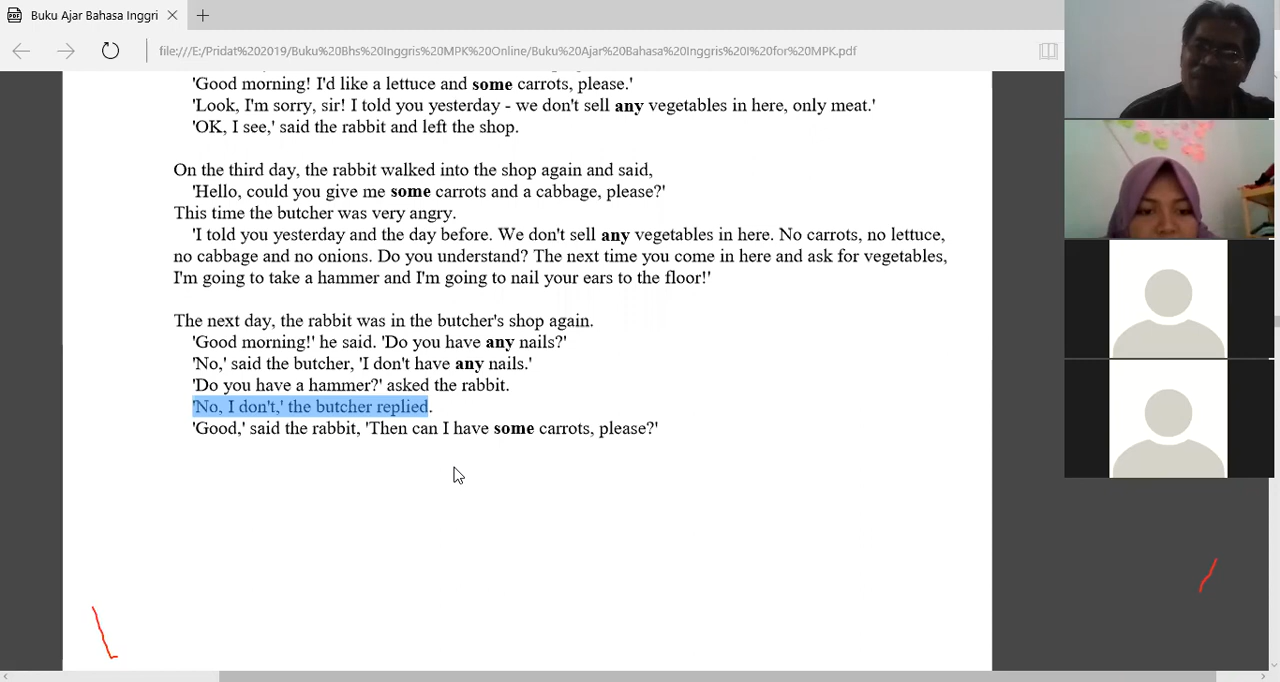 Buku Ajar Bahasa Inggri
file:///E:/Pridat%202019/Buku%20Bhs%20Inggris%20MPK%20Online/Buku%20Ajar%20Bahasa%20Inggris%20I%20for%20MPK.pdf
'Good morning! I'd like a lettuce and some carrots, please.'
'Look, I'm sorry, sir! I told you yesterday - we don't sell any vegetables in here, only meat.'
'OK, I see,' said the rabbit and left the shop.
On the third day, the rabbit walked into the shop again and said,
'Hello, could you give me some carrots and a cabbage, please?'
This time the butcher was very angry.
'I told you yesterday and the day before. We don't sell any vegetables in here. No carrots, no lettuce,
no cabbage and no onions. Do you understand? The next time you come in here and ask for vegetables,
I'm going to take a hammer and I'm going to nail your ears to the floor!'
The next day, the rabbit was in the butcher's shop again.
'Good morning!' he said. 'Do you have any nails?'
'No,' said the butcher, 'I don't have any nails.'
'Do you have a hammer?' asked the rabbit.
'No, I don't,' the butcher replied.
'Good,' said the rabbit, 'Then can I have some carrots, please?'